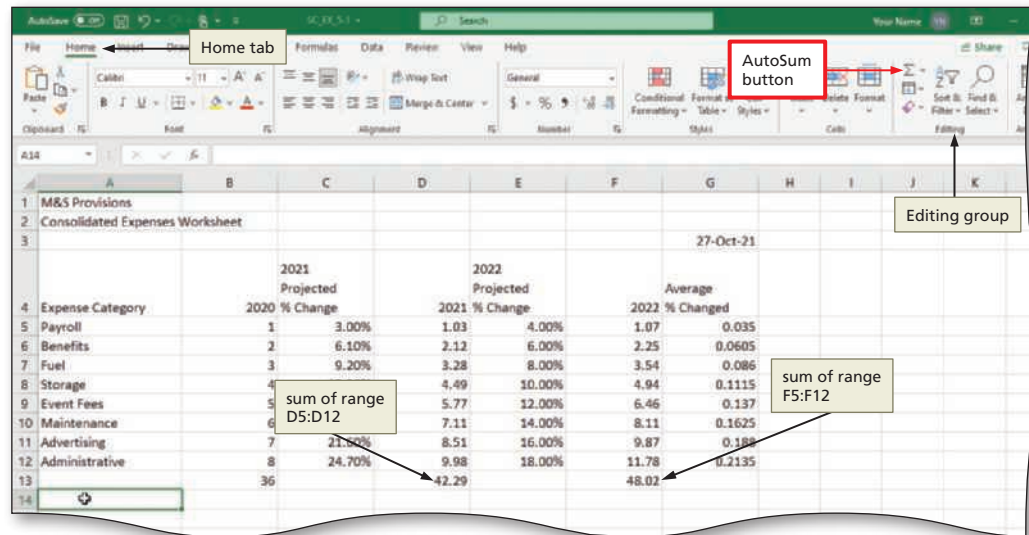 AutoSave Off SC_EX_5-1 Search Your Name YN
File Home Insert Formulas Data Review View Help Share
Home tab
AutoSum
button
Paste Calibri 11 A A Wrap Text General Conditional Delete Format Sort & Find &
B I U A Merge & Center $ % 9 Formatting Table Styles Filter Select
Clipboard Font Alignment Number Styles Cells Editing
A14 fx
Editing group
A B C D E F G H I J K
1 M&S Provisions
2 Consolidated Expenses Worksheet
3 27-Oct-21
2021 2022
Projected Projected Average
4 Expense Category 2020 % Change 2021 % Change 2022 % Changed
5 Payroll 1 3.00% 1.03 4.00% 1.07 0.035
6 Benefits 2 6.10% 2.12 6.00% 2.25 0.0605
7 Fuel 3 9.20% 3.28 8.00% 3.54 0.086
8 Storage 4 4.49 10.00% 4.94 0.1115
9 Event Fees 5 5.77 12.00% 6.46 0.137
10 Maintenance 6 7.11 14.00% 8.11 0.1625
11 Advertising 7 21.60% 8.51 16.00% 9.87 0.188
12 Administrative 8 24.70% 9.98 18.00% 11.78 0.2135
13 36 42.29 48.02
14
sum of range
D5:D12
sum of range
F5:F12